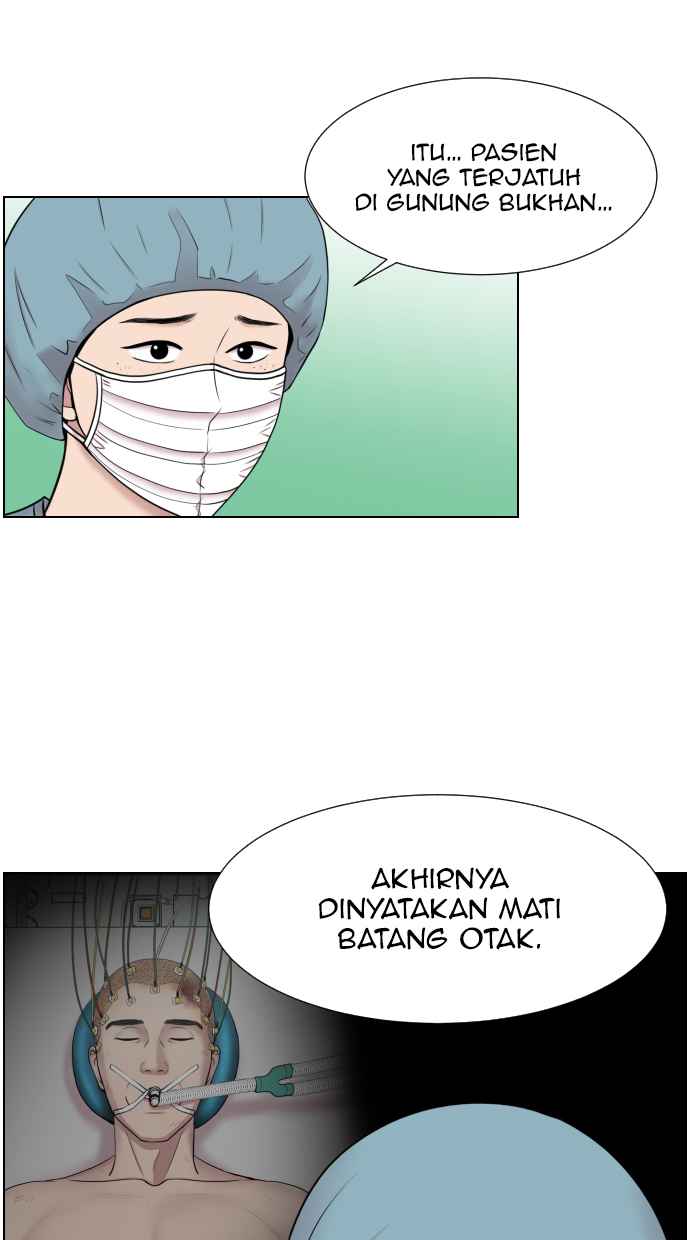 ITU... PASIEN
YANG TERJATUH
DI GUNUNG BUKHAN...
AKHIRNYA
DINYATAKAN MATI
BATANG OTAK.